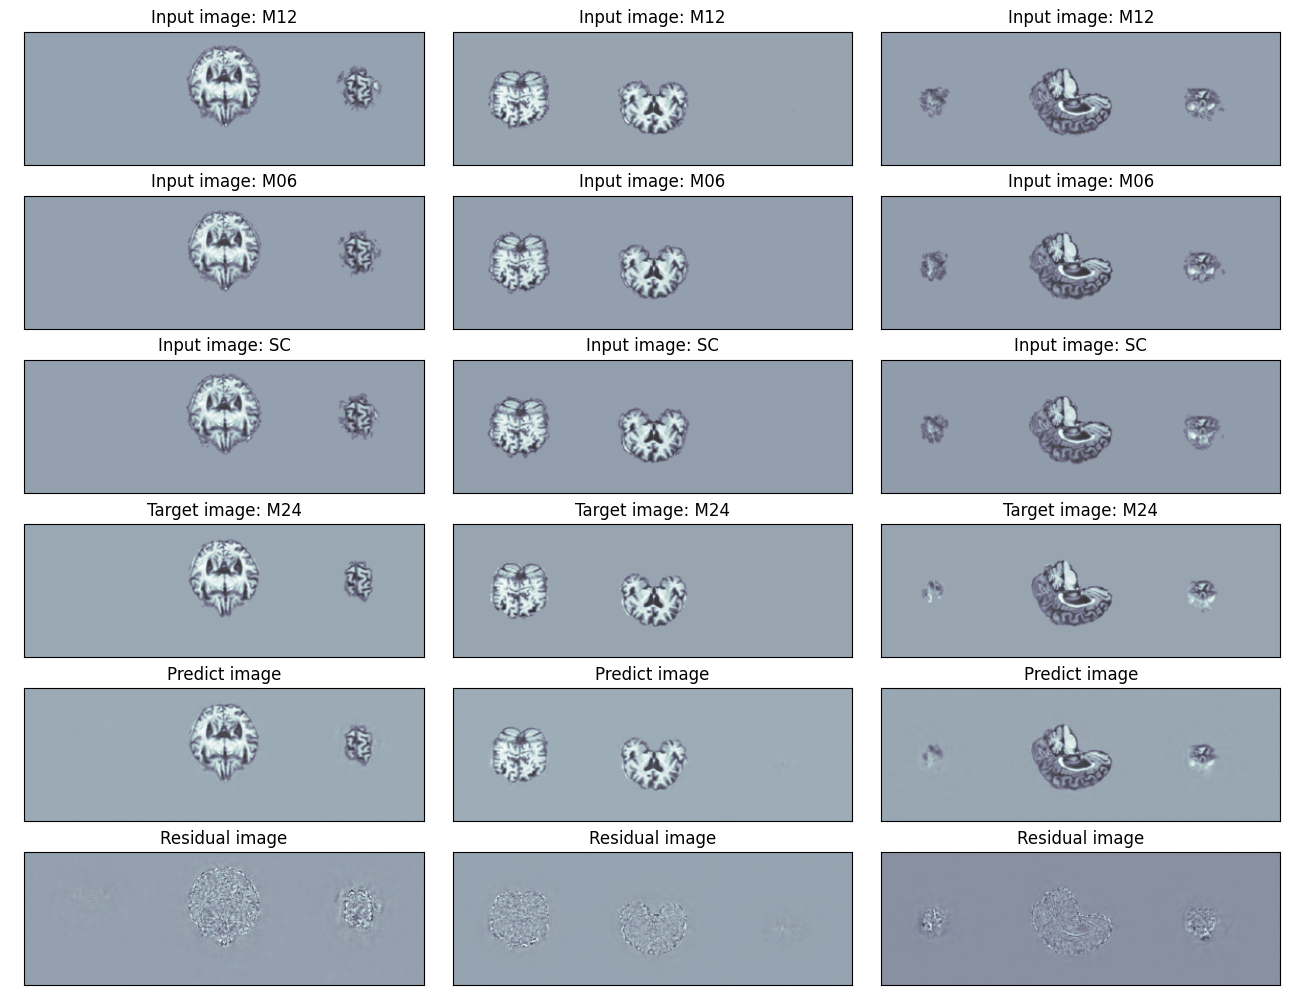 Input image: M12 Input image: M12 Input image: M12
Input image: M06 Input image: M06 Input image: M06
Input image: SC Input image: SC Input image: SC
Target image: M24 Target image: M24 Target image: M24
Predict image Predict image Predict image
Residual image Residual image Residual image